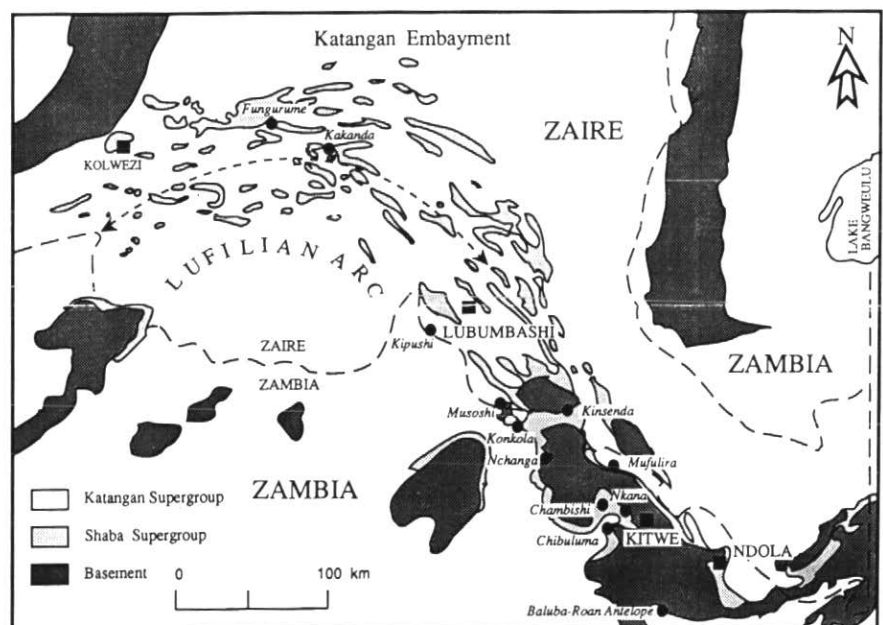 Katangan Embayment
N
Fungurume
ZAIRE
Kakanda
KOLWEZI
LAKE
BANGWEULU
LUFILIAN ARC
LUBUMBASHI
Kipushi
ZAIRE
ZAMBIA
ZAMBIA
Musoshi
Kinsenda
Konkola
Nchanga
Mufulira
ZAMBIA
Nkana
Chambishi
KITWE
Chibuluma
NDOLA
Baluba-Roan Antelope
Katangan Supergroup
Shaba Supergroup
Basement
0 100 km